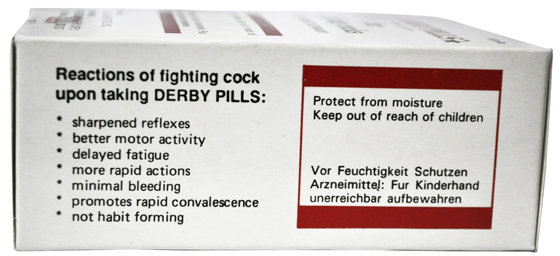 Reactions of fighting cock
upon taking DERBY PILLS:
* sharpened reflexes
* better motor activity
* delayed fatigue
* more rapid actions
* minimal bleeding
* promotes rapid convalescence
* not habit forming
Protect from moisture
Keep out of reach of children
Vor Feuchtigkeit Schutzen
Arzneimittel: Fur Kinderhand
unerreichbar aufbewahren